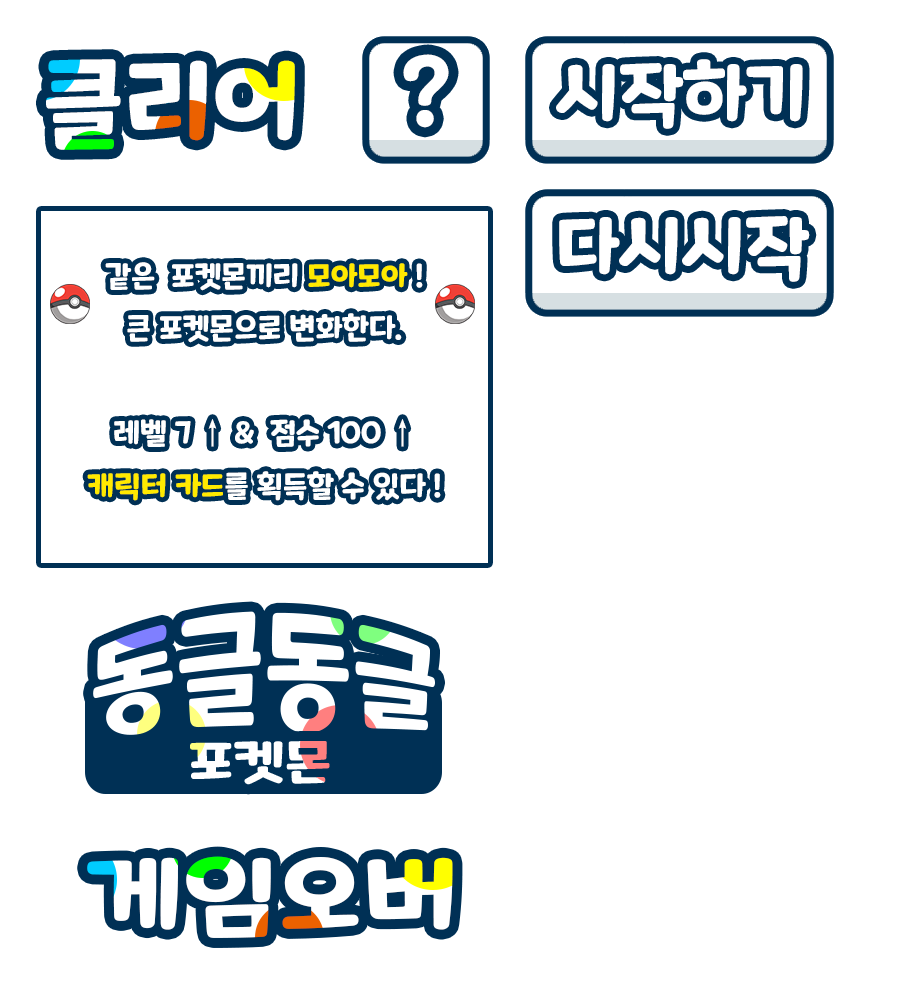 클리어
?
시작하기
다시시작
같은 포켓몬끼리 모아모아!
큰 포켓몬으로 변화한다.
레벨 7 ↑ & 점수 100 ↑
캐릭터 카드를 획득할 수 있다!
동글동글
포켓몬
게임오버